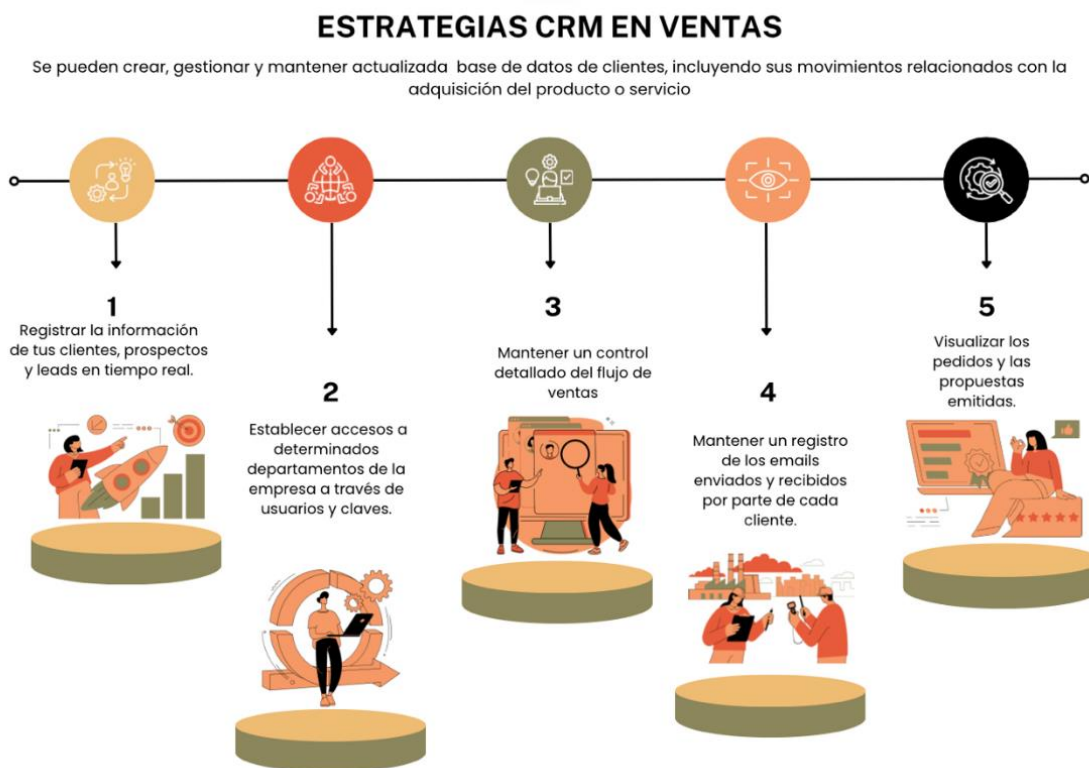 ESTRATEGIAS CRM EN VENTAS
Se pueden crear, gestionar y mantener actualizada base de datos de clientes, incluyendo sus movimientos relacionados con la
adquisición del producto o servicio
1
Registrar la información
de tus clientes, prospectos
y leads en tiempo real.
2
Establecer accesos a
determinados
departamentos de la
empresa a través de
usuarios y claves.
3
Mantener un control
detallado del flujo de
ventas
4
Mantener un registro
de los emails
enviados y recibidos
por parte de cada
cliente.
5
Visualizar los
pedidos y las
propuestas
emitidas.